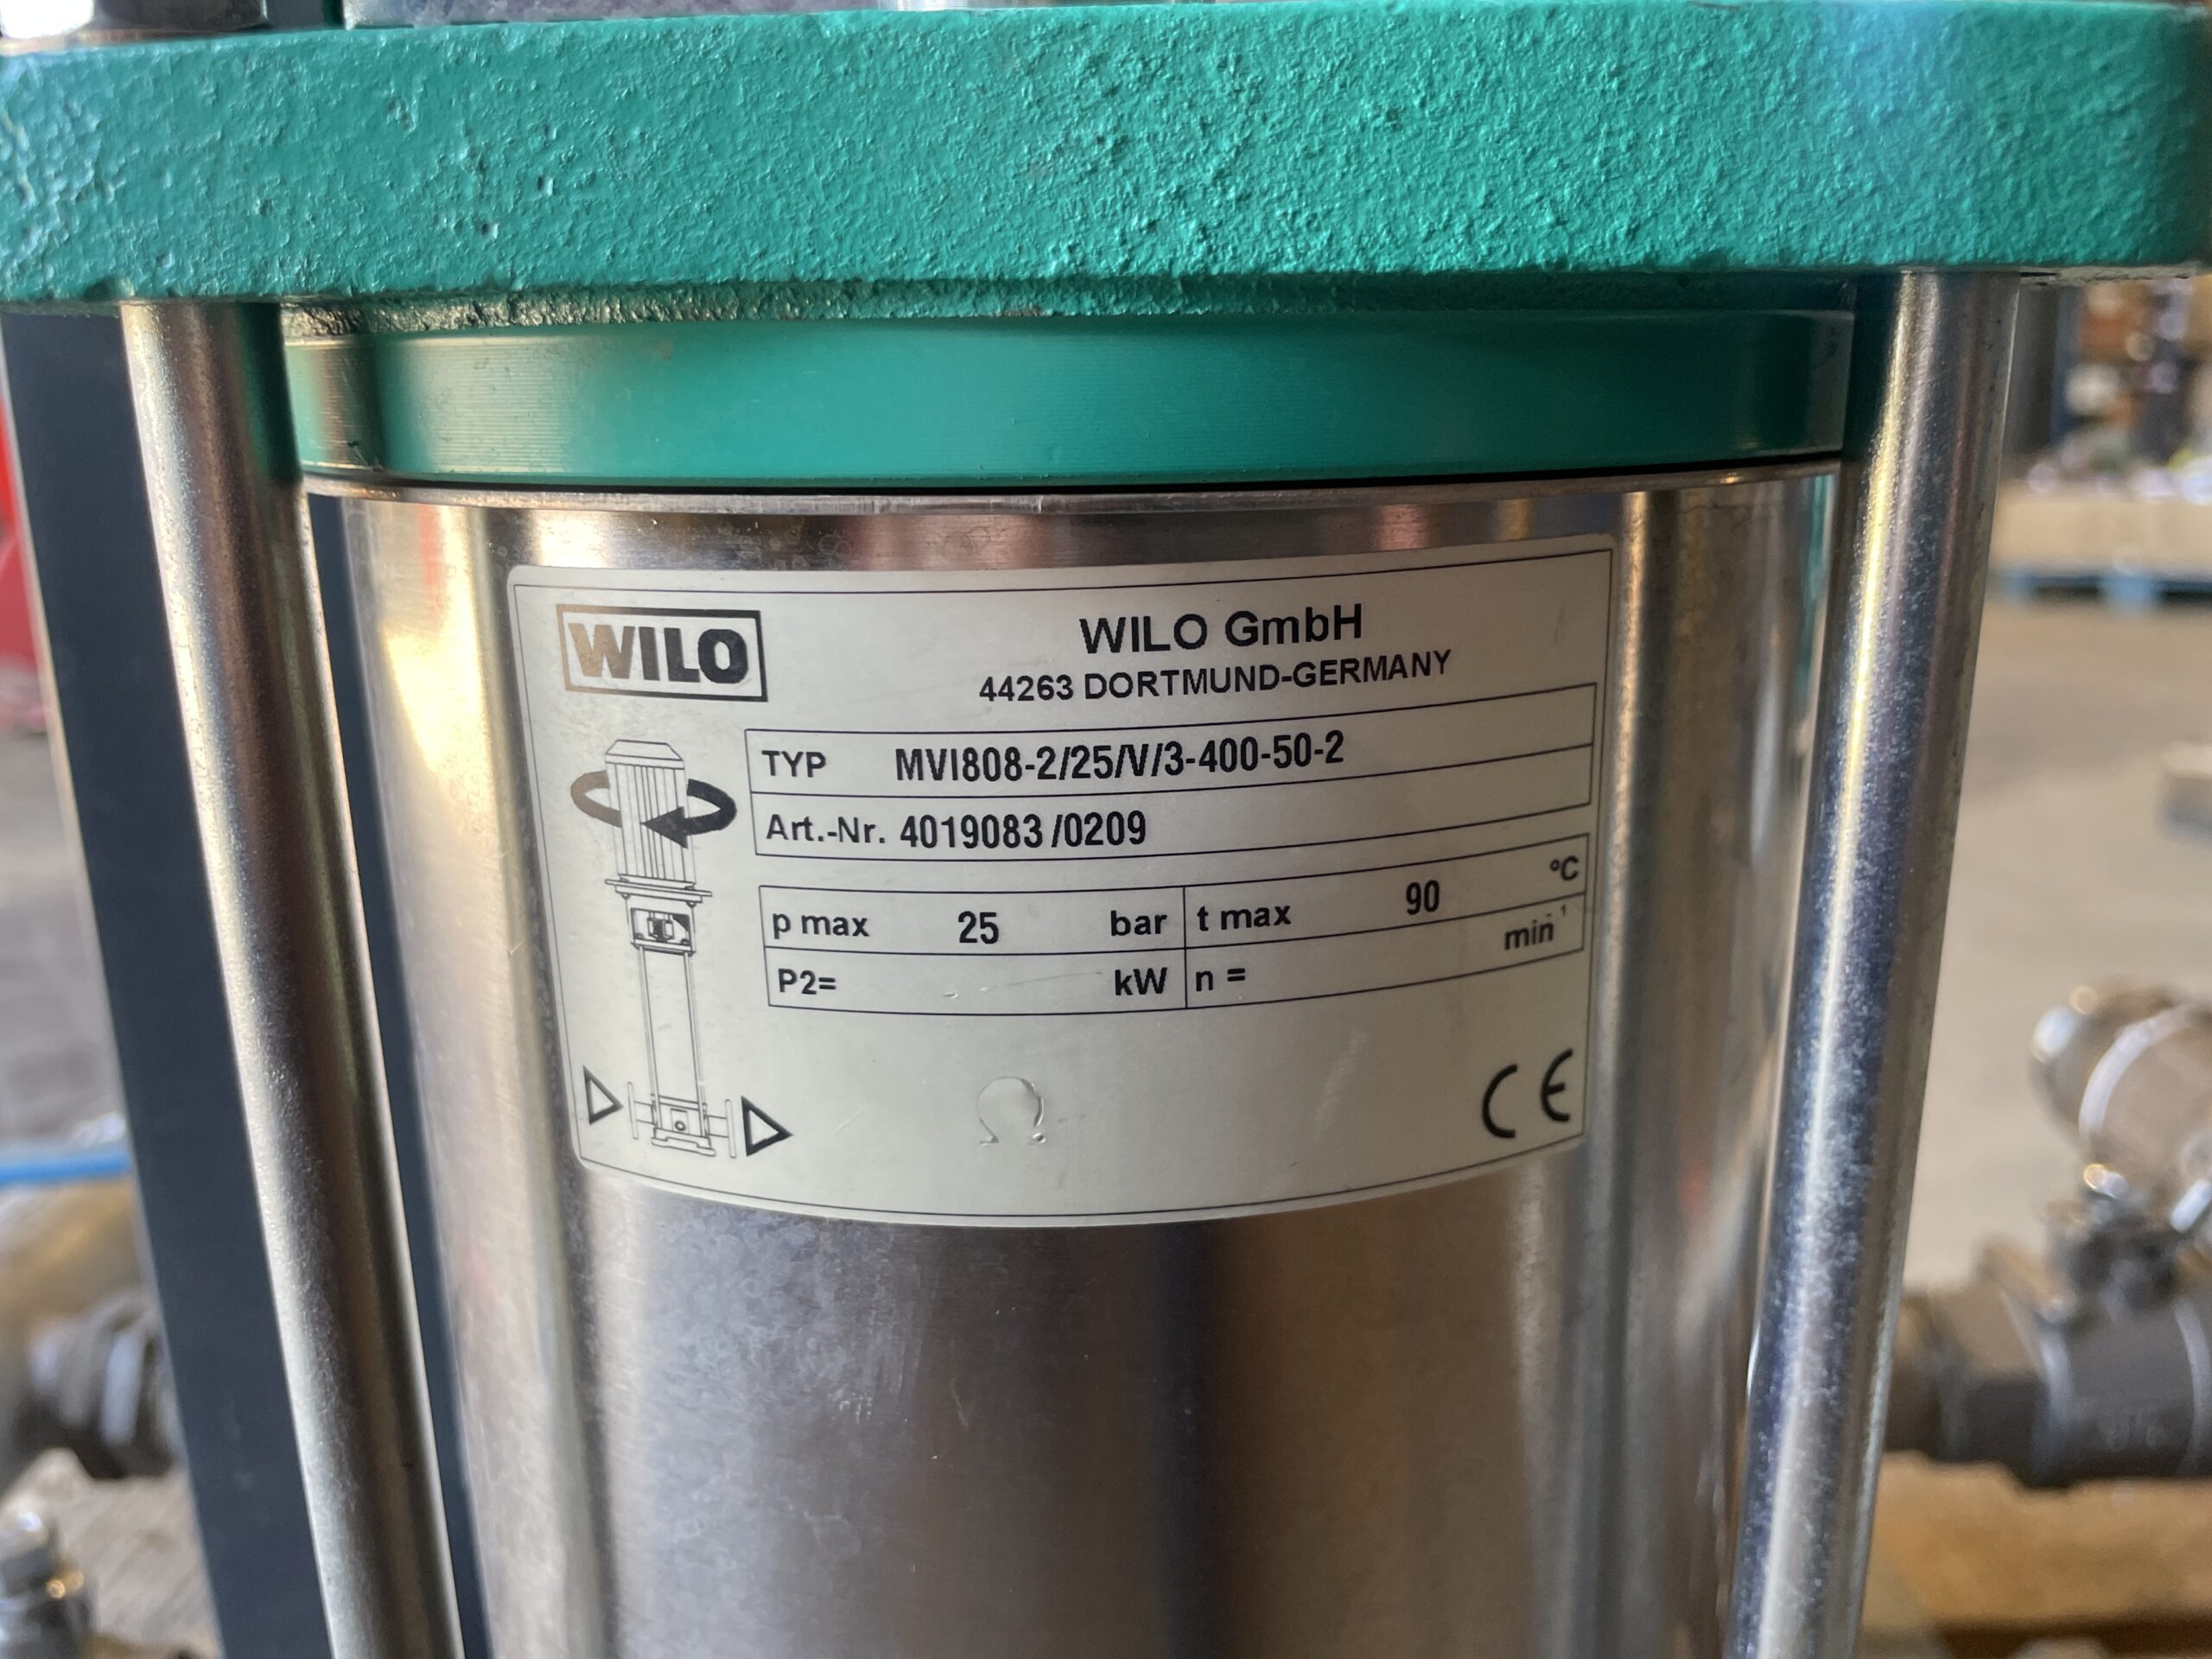 WILO
WILO GmbH
44263 DORTMUND-GERMANY
TYP MVI808-2/25/V/3-400-50-2
Art.-Nr. 4019083 /0209
p max 25 bar t max 90 °C
P2= kW n = min⁻¹
CE